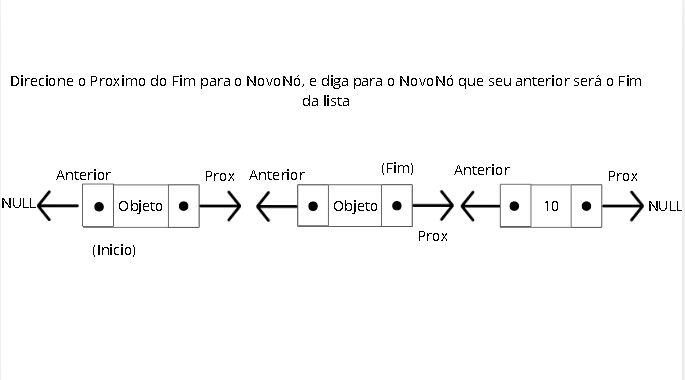 Direcione o Proximo do Fim para o NovoNó, e diga para o NovoNó que seu anterior será o Fim
da lista
Anterior Prox Anterior (Fim) Anterior Prox
NULL Objeto Objeto 10 NULL
(Inicio) Prox